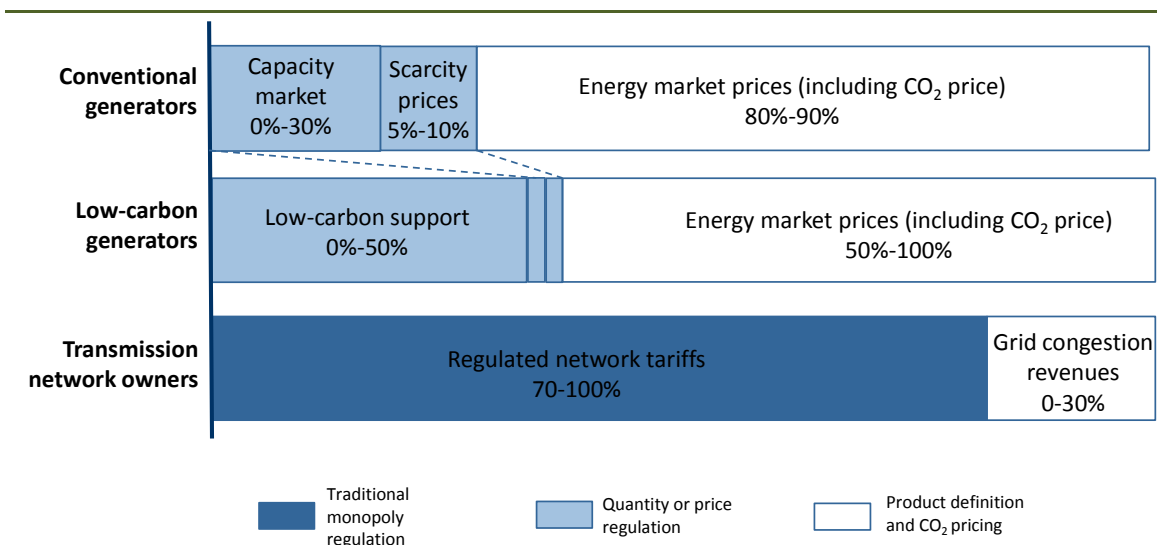 Conventional
generators
Capacity
market
0%-30%
Scarcity
prices
5%-10%
Energy market prices (including CO₂ price)
80%-90%
Low-carbon
generators
Low-carbon support
0%-50%
Energy market prices (including CO₂ price)
50%-100%
Transmission
network owners
Regulated network tariffs
70-100%
Grid congestion
revenues
0-30%
Traditional
monopoly
regulation
Quantity or price
regulation
Product definition
and CO₂ pricing